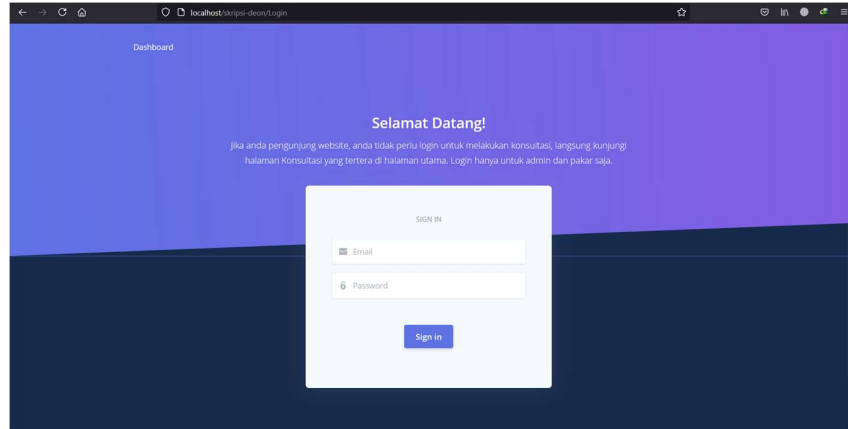 localhost/skripsi-deon/Login
Dashboard
Selamat Datang!
Jika anda pengunjung website, anda tidak perlu login untuk melakukan konsultasi, langsung kunjungi
halaman Konsultasi yang tertera di halaman utama. Login hanya untuk admin dan pakar saja.
SIGN IN
Email
Password
Sign in